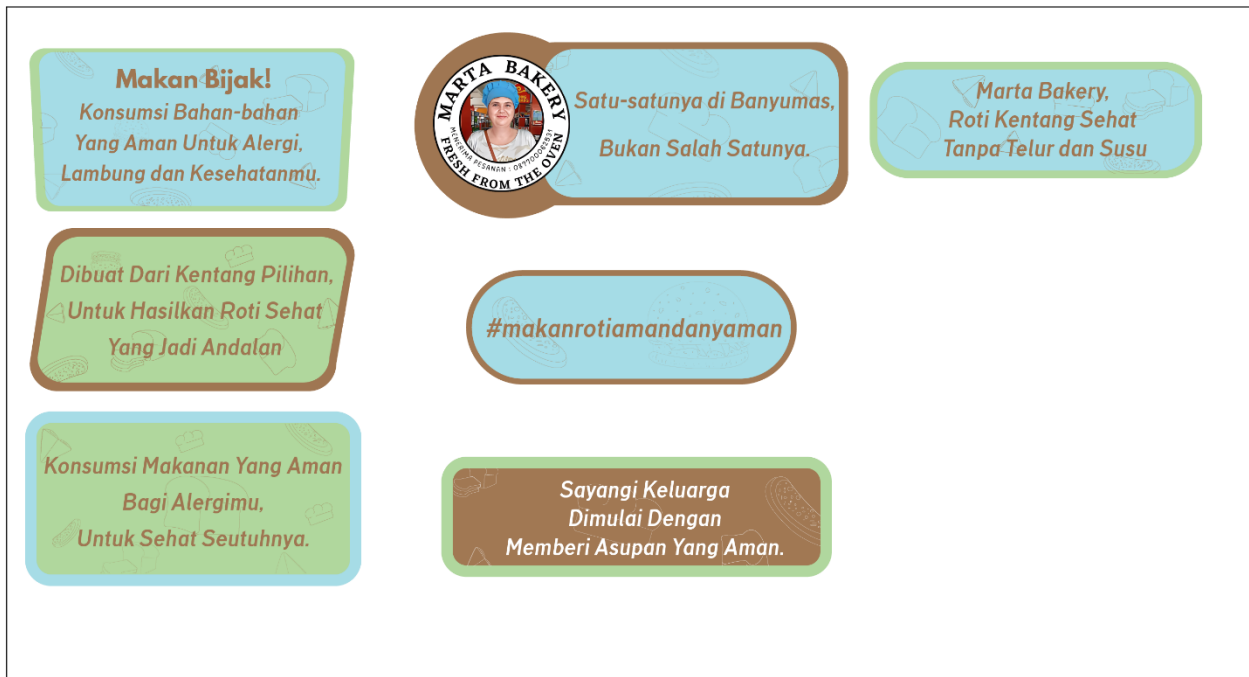 Makan Bijak!
Konsumsi Bahan-bahan
Yang Aman Untuk Alergi,
Lambung dan Kesehatanmu.
MARTA BAKERY
MENERIMA PESANAN : 087700082631
FRESH FROM THE OVEN
Satu-satunya di Banyumas,
Bukan Salah Satunya.
Marta Bakery,
Roti Kentang Sehat
Tanpa Telur dan Susu
Dibuat Dari Kentang Pilihan,
Untuk Hasilkan Roti Sehat
Yang Jadi Andalan
#makanrotiamandanyaman
Konsumsi Makanan Yang Aman
Bagi Alergimu,
Untuk Sehat Seutuhnya.
Sayangi Keluarga
Dimulai Dengan
Memberi Asupan Yang Aman.